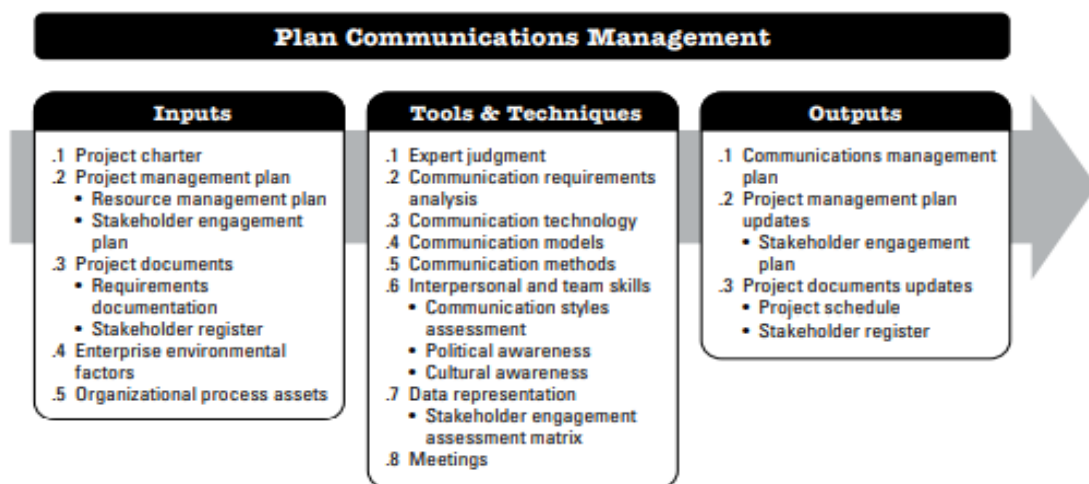 Plan Communications Management
Inputs
.1 Project charter
.2 Project management plan
• Resource management plan
• Stakeholder engagement
plan
.3 Project documents
• Requirements
documentation
• Stakeholder register
.4 Enterprise environmental
factors
.5 Organizational process assets
Tools & Techniques
.1 Expert judgment
.2 Communication requirements
analysis
.3 Communication technology
.4 Communication models
.5 Communication methods
.6 Interpersonal and team skills
• Communication styles
assessment
• Political awareness
• Cultural awareness
.7 Data representation
• Stakeholder engagement
assessment matrix
.8 Meetings
Outputs
.1 Communications management
plan
.2 Project management plan
updates
• Stakeholder engagement
plan
.3 Project documents updates
• Project schedule
• Stakeholder register